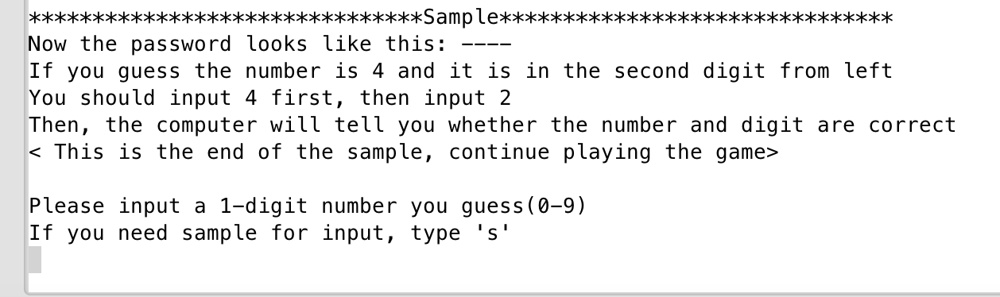 *******************************Sample*******************************
Now the password looks like this: ----
If you guess the number is 4 and it is in the second digit from left
You should input 4 first, then input 2
Then, the computer will tell you whether the number and digit are correct
< This is the end of the sample, continue playing the game>
Please input a 1-digit number you guess(0-9)
If you need sample for input, type 's'